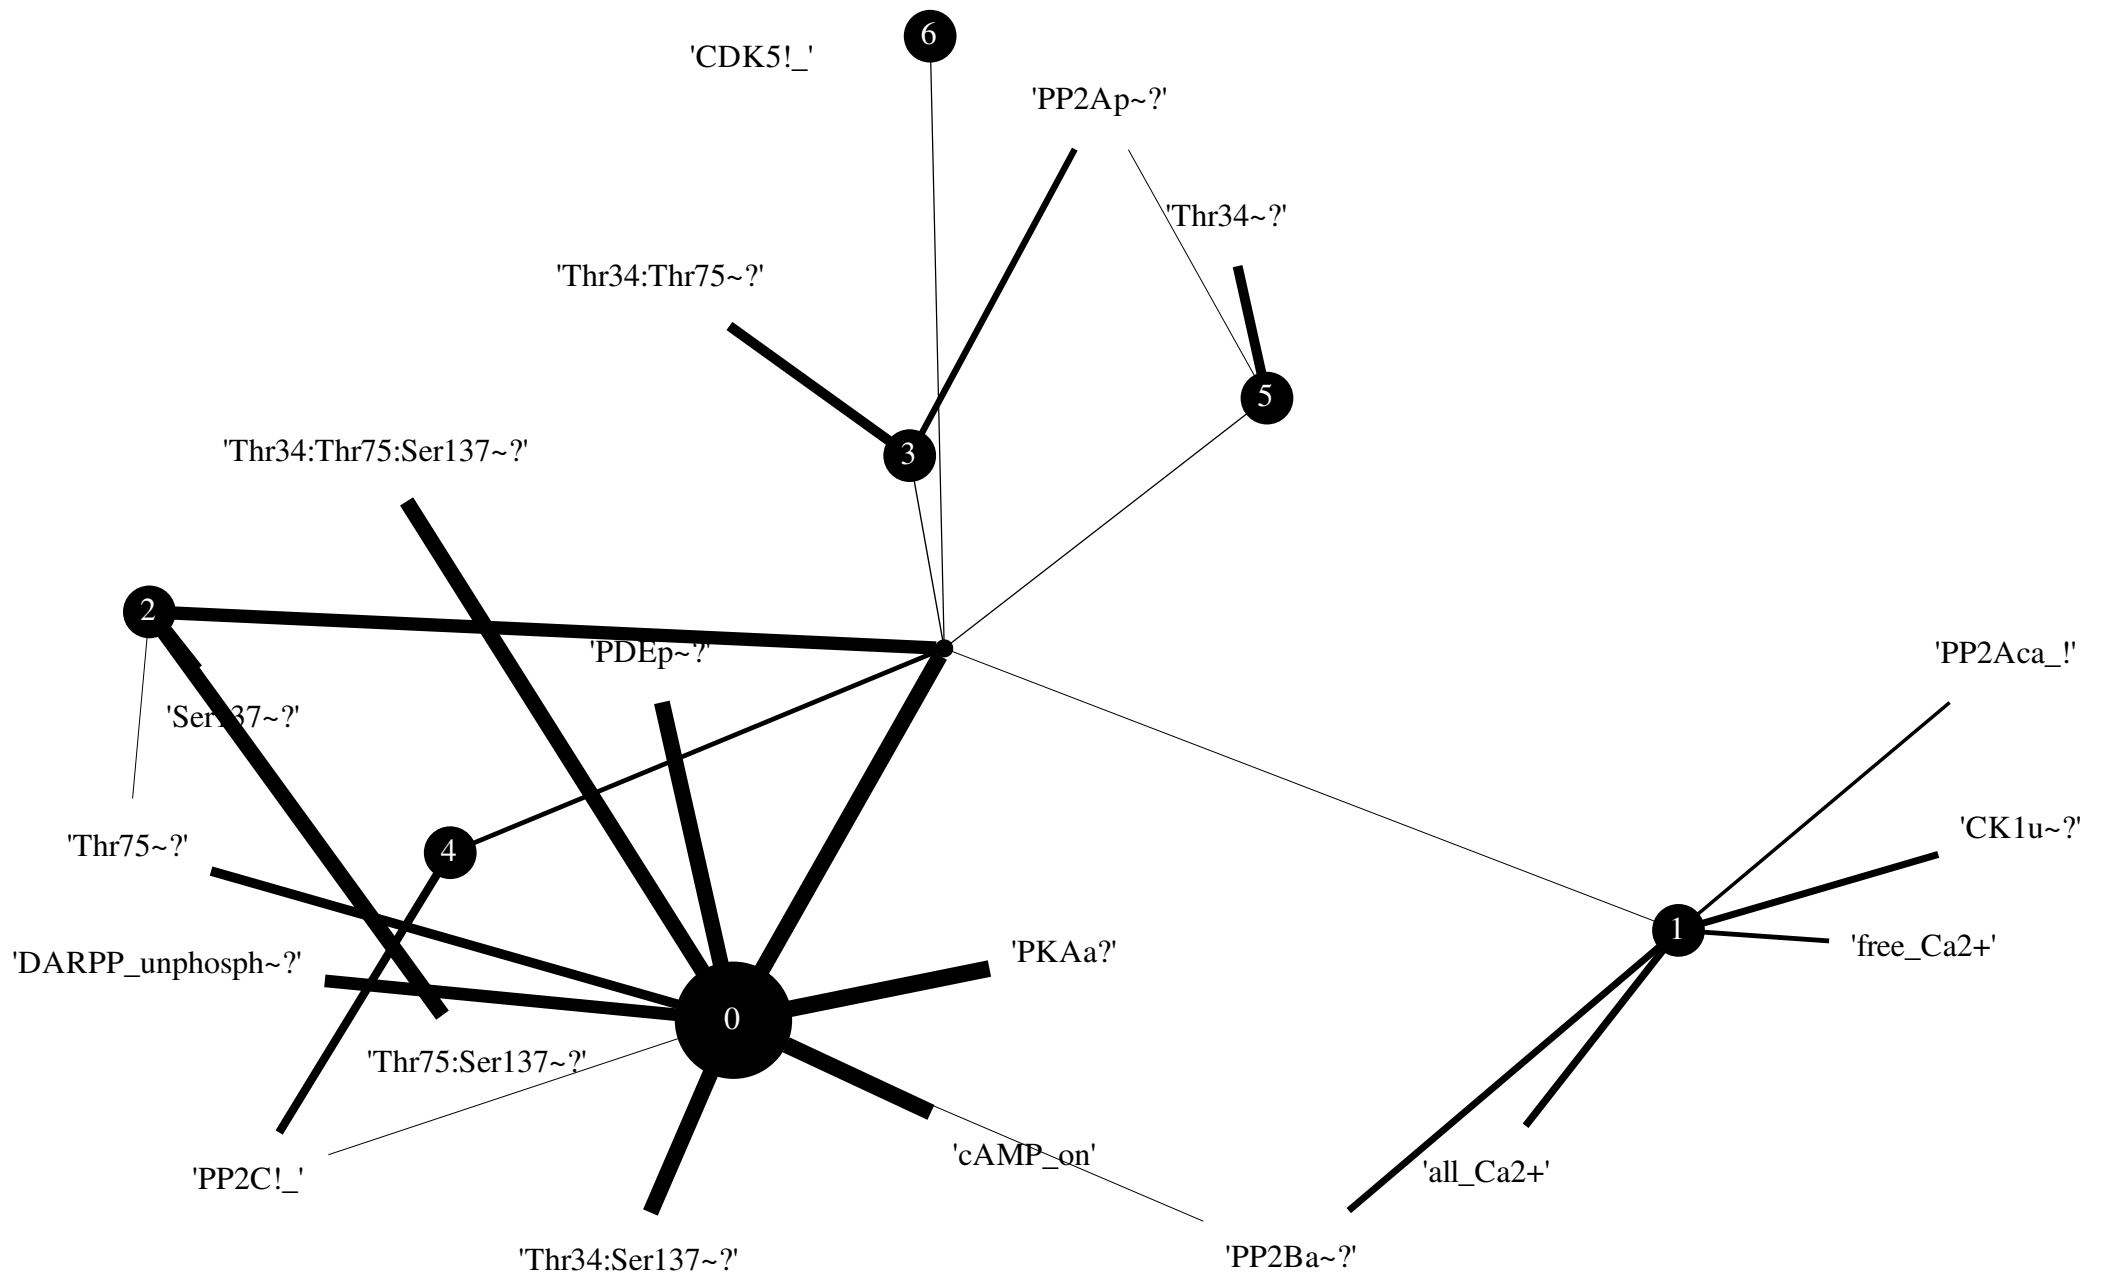 6
'CDK5!_'
'PP2Ap~?'
'Thr34~?'
'Thr34:Thr75~?'
5
3
'Thr34:Thr75:Ser137~?'
2
'PDEp~?'
'PP2Aca_!'
'Ser137~?'
'CK1u~?'
'Thr75~?'
4
1
'free_Ca2+'
'PKAa?'
'DARPP_unphosph~?'
0
'Thr75:Ser137~?'
'cAMP_on'
'all_Ca2+'
'PP2C!_'
'Thr34:Ser137~?'
'PP2Ba~?'